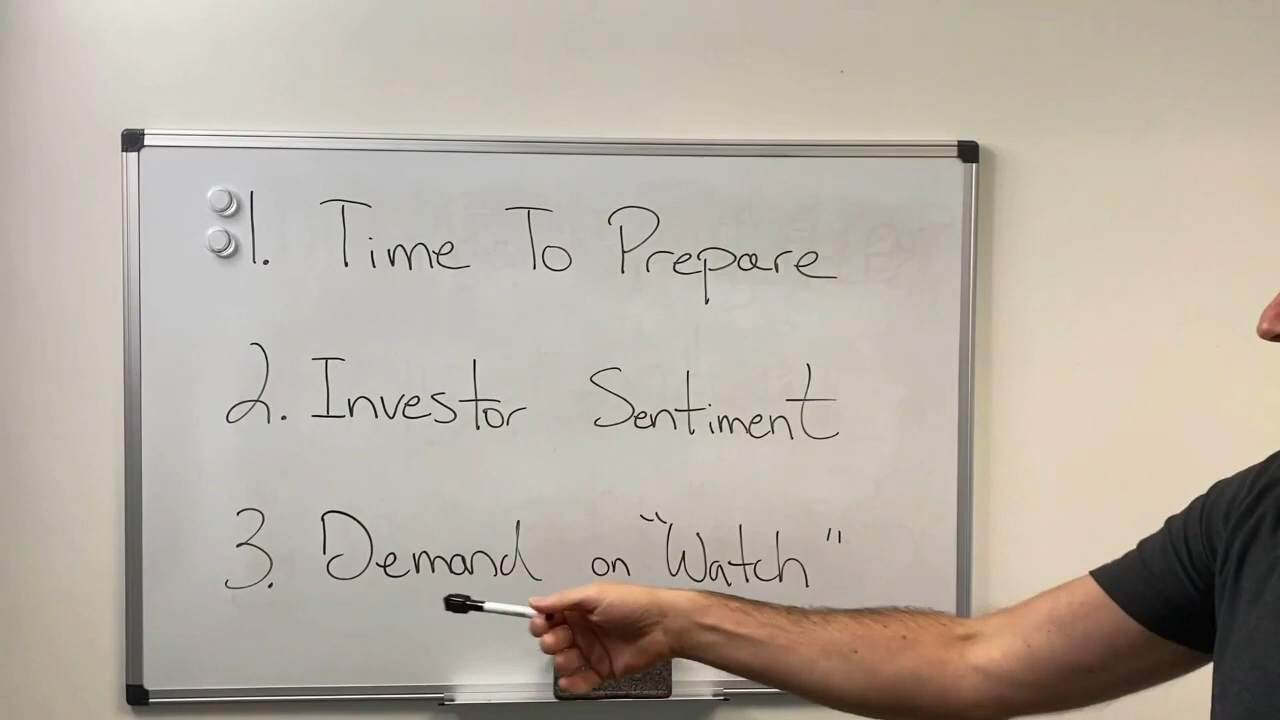 1. Time To Prepare
2. Investor Sentiment
3. Demand on "Watch"